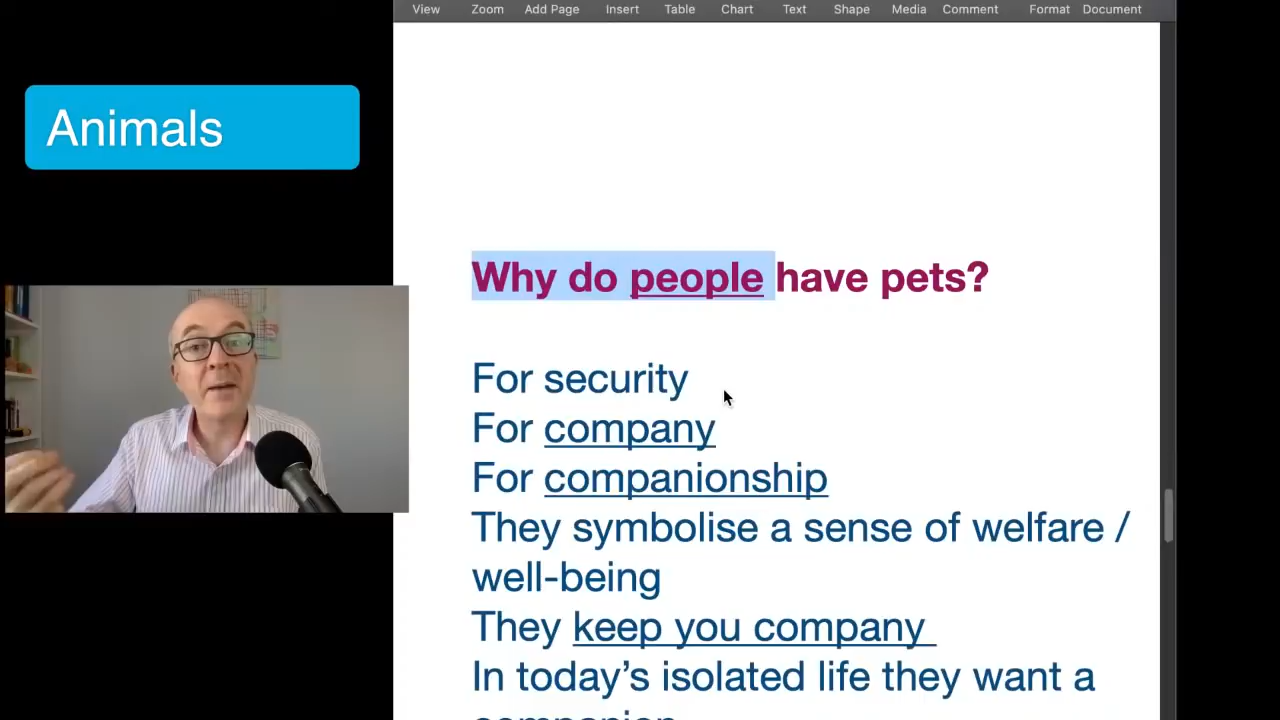 View Zoom Add Page Insert Table Chart Text Shape Media Comment Format Document
Animals
Why do people have pets?
For security
For company
For companionship
They symbolise a sense of welfare /
well-being
They keep you company
In today’s isolated life they want a
companion